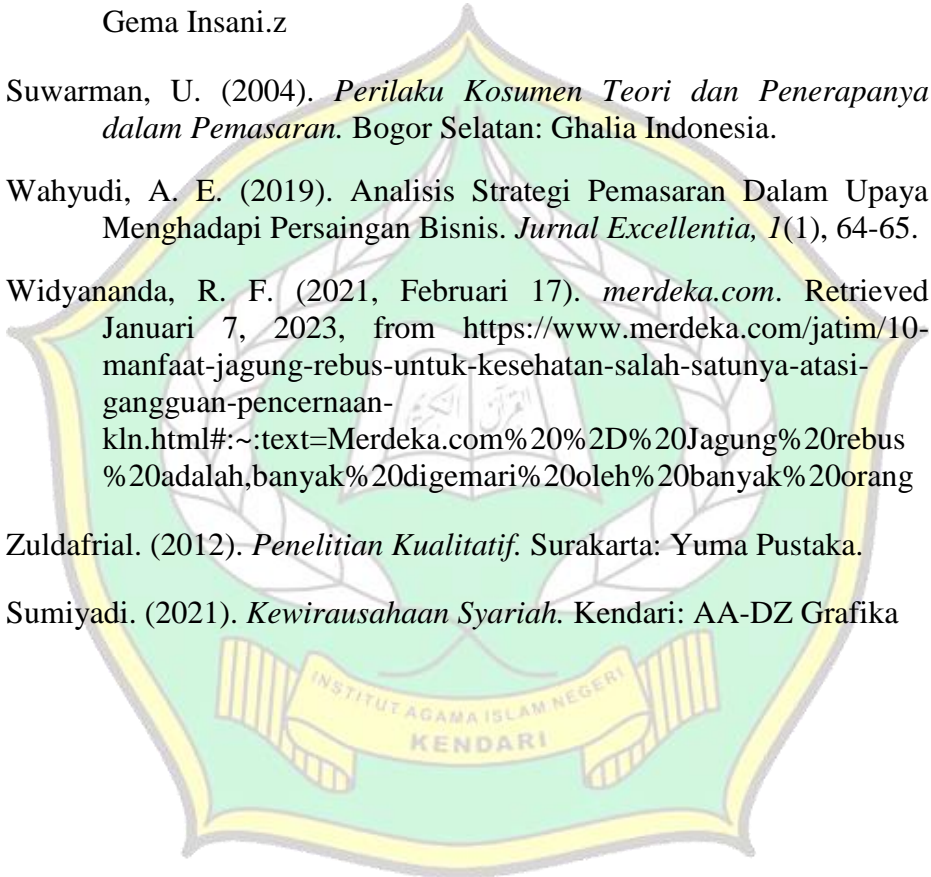 Gema Insani.z
Suwarman, U. (2004). Perilaku Kosumen Teori dan Penerapanya
dalam Pemasaran. Bogor Selatan: Ghalia Indonesia.
Wahyudi, A. E. (2019). Analisis Strategi Pemasaran Dalam Upaya
Menghadapi Persaingan Bisnis. Jurnal Excellentia, 1(1), 64-65.
Widyananda, R. F. (2021, Februari 17). merdeka.com. Retrieved
Januari 7, 2023, from https://www.merdeka.com/jatim/10-
manfaat-jagung-rebus-untuk-kesehatan-salah-satunya-atasi-
gangguan-pencernaan-
kln.html#:~:text=Merdeka.com%20%2D%20Jagung%20rebus
%20adalah,banyak%20digemari%20oleh%20banyak%20orang
Zuldafrial. (2012). Penelitian Kualitatif. Surakarta: Yuma Pustaka.
Sumiyadi. (2021). Kewirausahaan Syariah. Kendari: AA-DZ Grafika
INSTITUT AGAMA ISLAM NEGERI
KENDARI